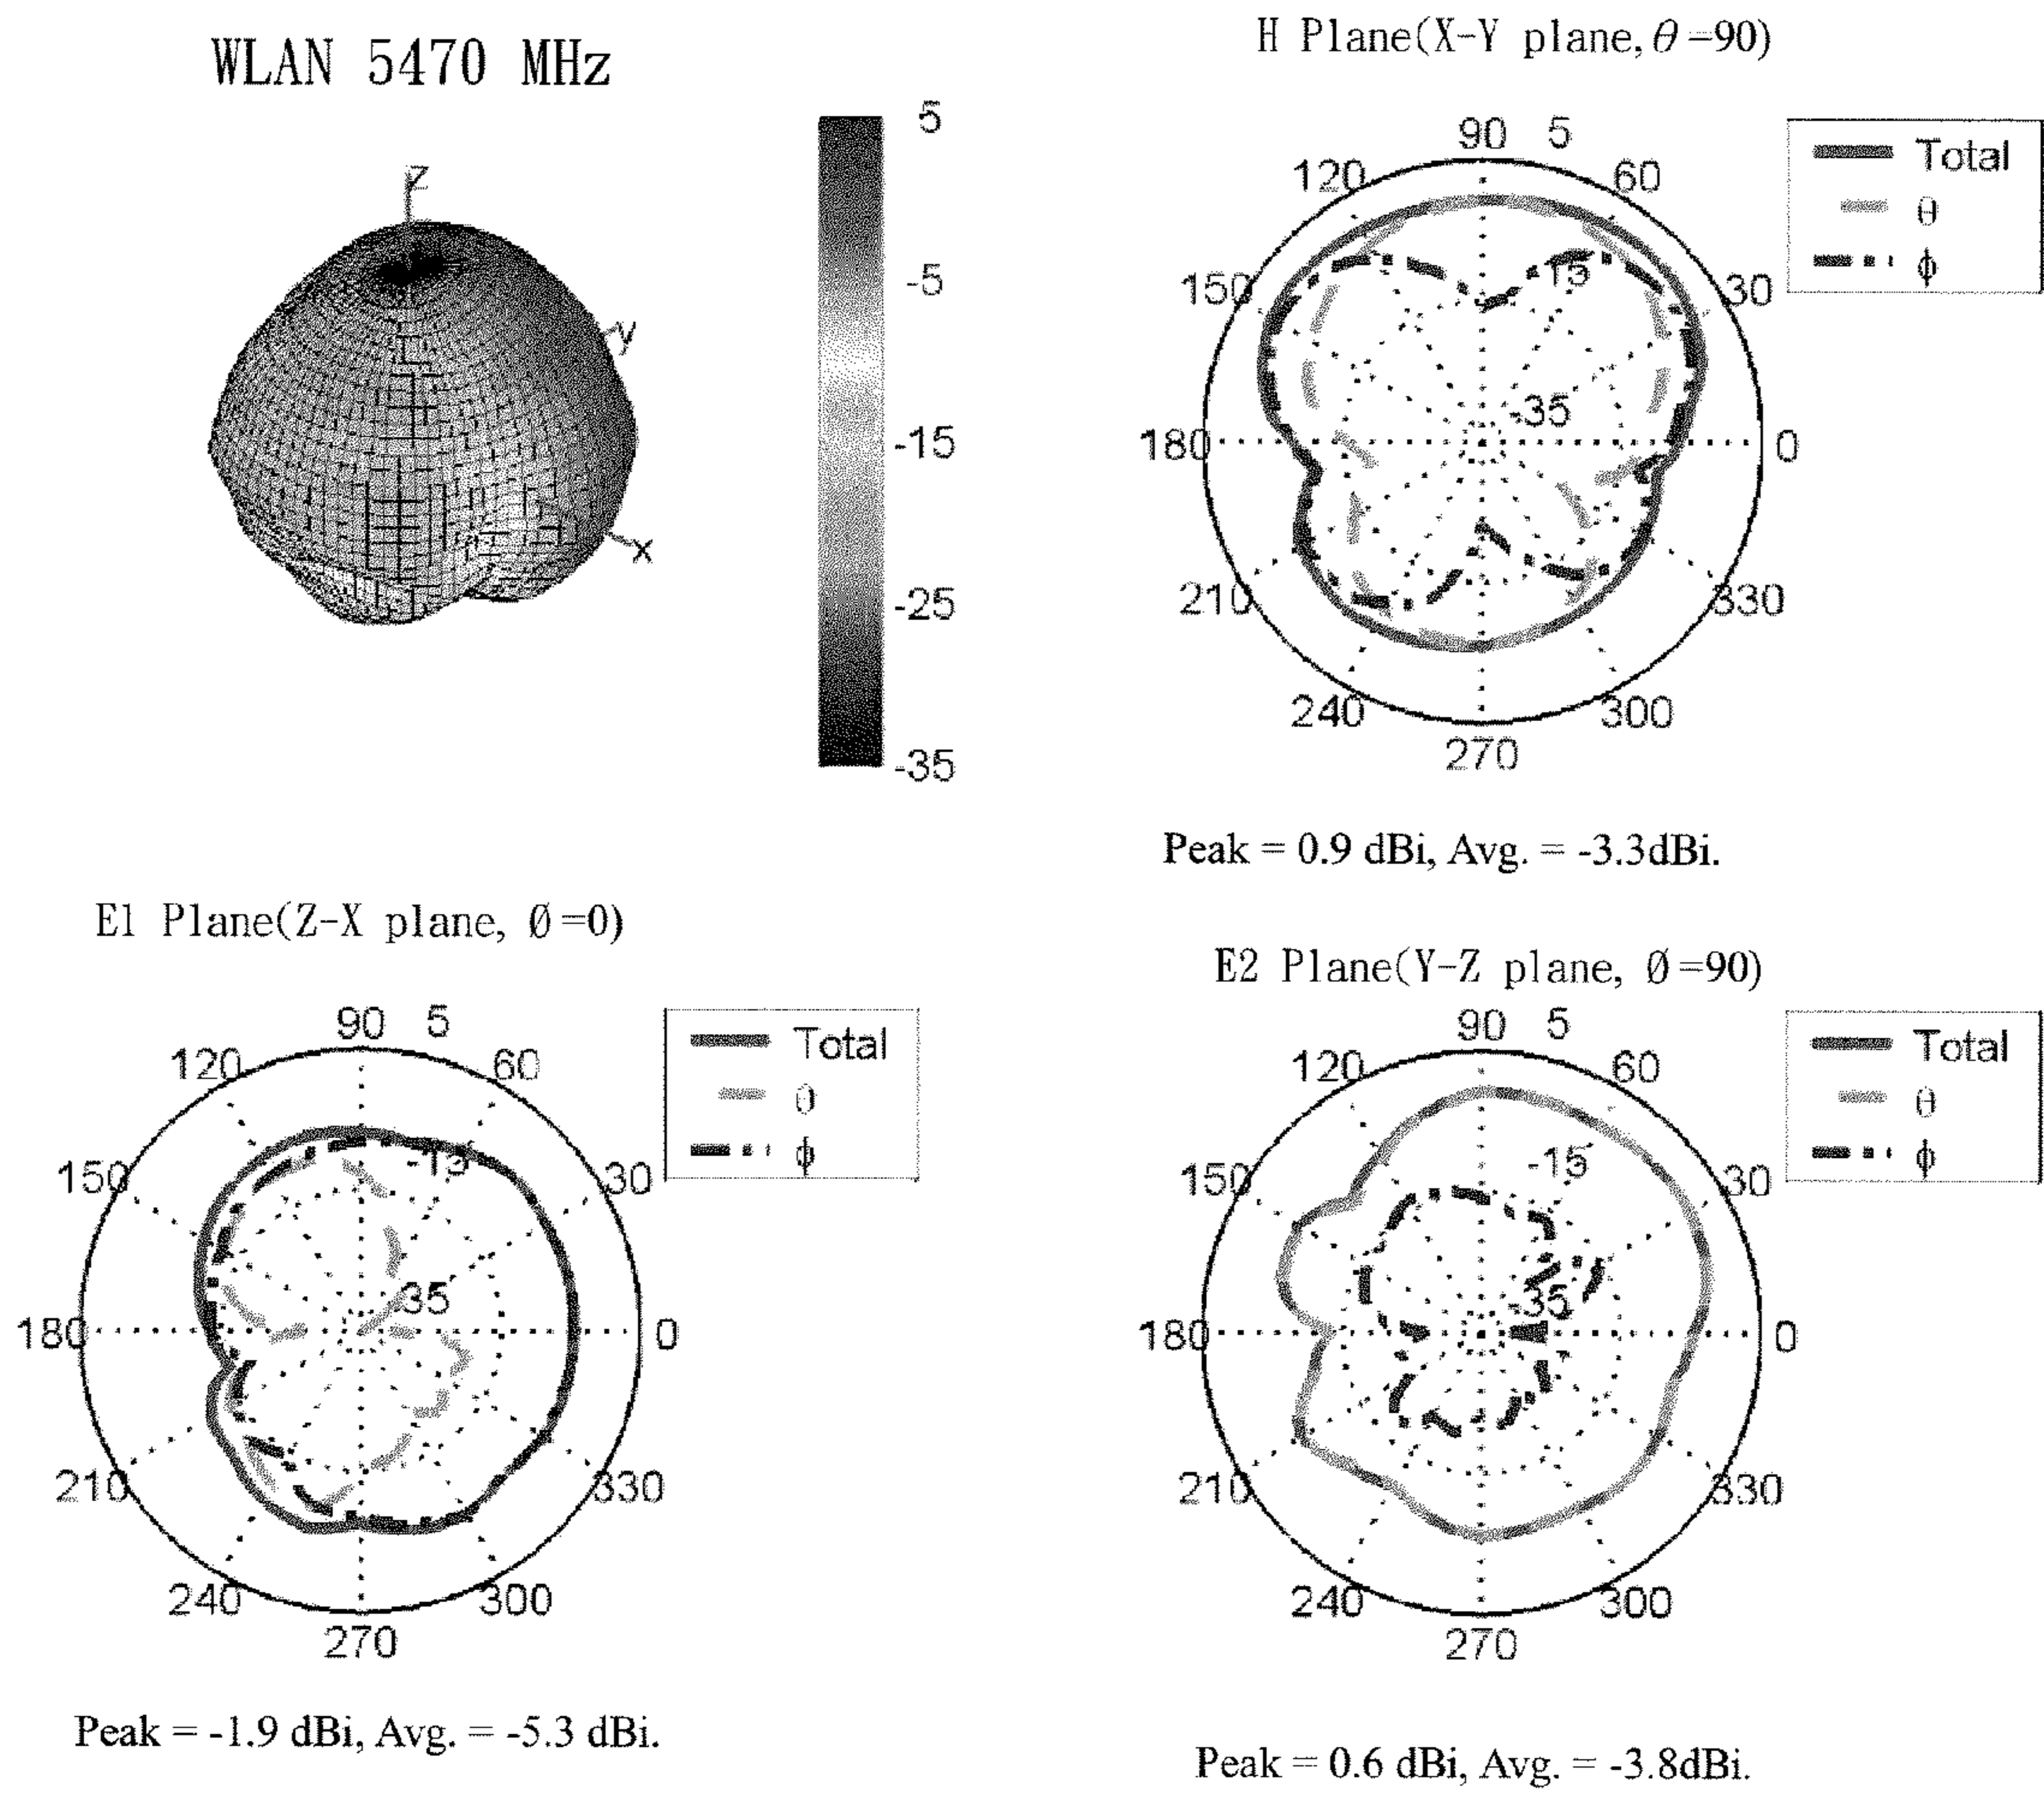 WLAN 5470 MHz
z
y
x
5
-5
-15
-25
-35
H Plane(X-Y plane, θ=90)
90 5
120 60
Total
θ
ϕ
150 -15 30
-35
180 0
210 330
240 300
270
Peak = 0.9 dBi, Avg. = -3.3dBi.
E1 Plane(Z-X plane, Ø=0)
90 5
120 60
Total
θ
ϕ
150 -15 30
-35
180 0
210 330
240 300
270
Peak = -1.9 dBi, Avg. = -5.3 dBi.
E2 Plane(Y-Z plane, Ø=90)
90 5
120 60
Total
θ
ϕ
150 -15 30
-35
180 0
210 330
240 300
270
Peak = 0.6 dBi, Avg. = -3.8dBi.